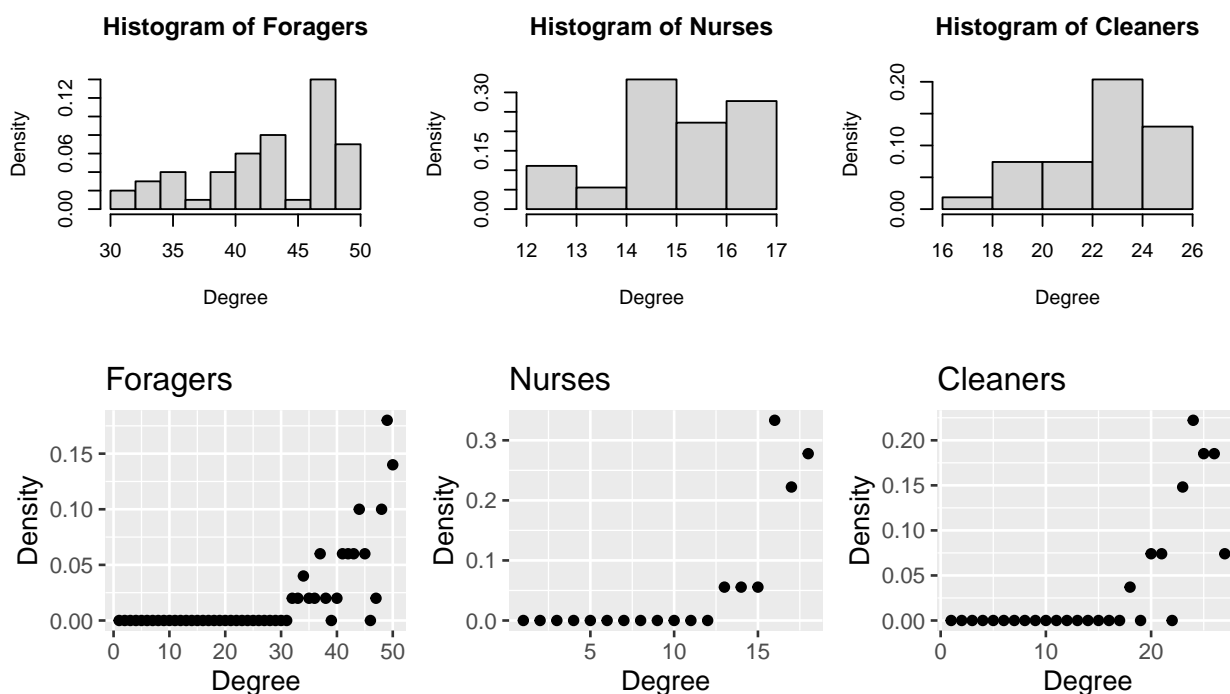 Histogram of Foragers
Density
0.00 0.06 0.12
30 35 40 45 50
Degree
Histogram of Nurses
Density
0.00 0.15 0.30
12 13 14 15 16 17
Degree
Histogram of Cleaners
Density
0.00 0.10 0.20
16 18 20 22 24 26
Degree
Foragers
Density
0.15
0.10
0.05
0.00
0 10 20 30 40 50
Degree
Nurses
Density
0.3
0.2
0.1
0.0
5 10 15
Degree
Cleaners
Density
0.20
0.15
0.10
0.05
0.00
0 10 20
Degree